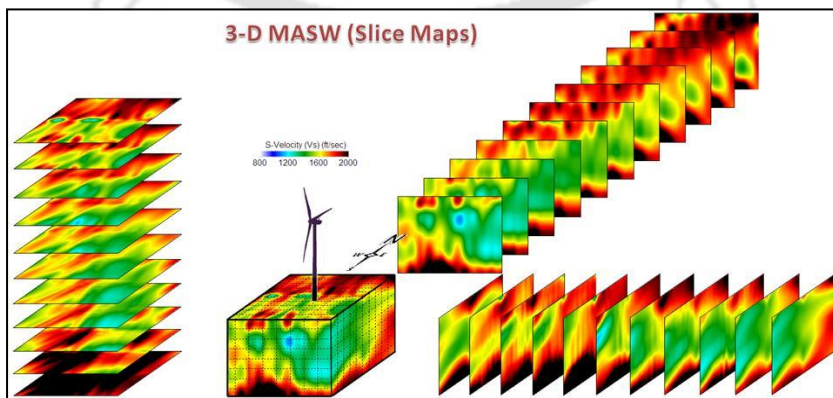 3-D MASW (Slice Maps)
S-Velocity (Vs) (ft/sec)
800 1200 1600 2000
N
W E